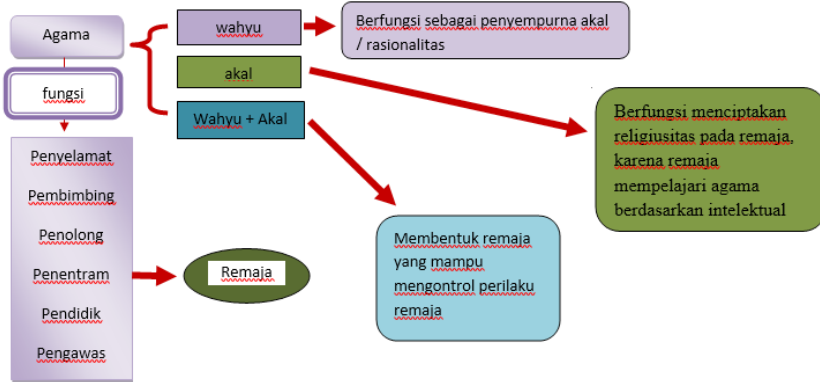 Agama
fungsi
Penyelamat
Pembimbing
Penolong
Penentram
Pendidik
Pengawas
wahyu
akal
Wahyu + Akal
Berfungsi sebagai penyempurna akal
/ rasionalitas
Remaja
Membentuk remaja
yang mampu
mengontrol perilaku
remaja
Berfungsi menciptakan
religiusitas pada remaja,
karena remaja
mempelajari agama
berdasarkan intelektual